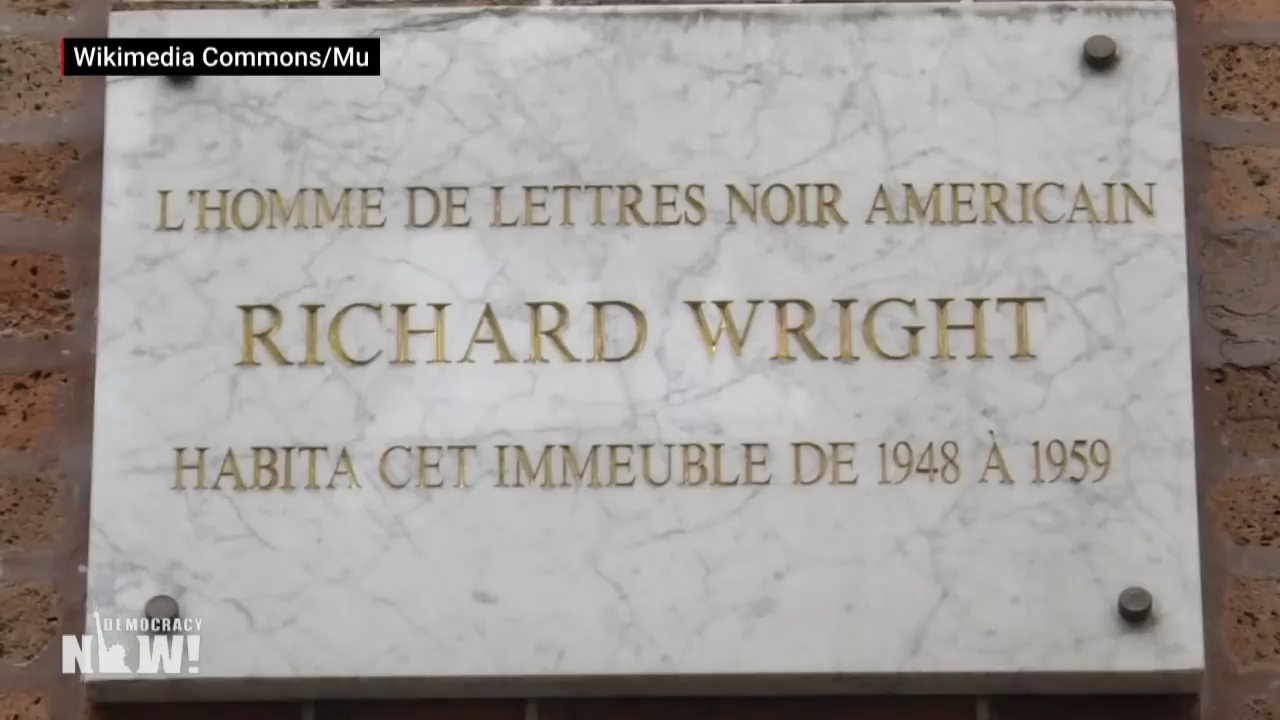 Wikimedia Commons/Mu
L'HOMME DE LETTRES NOIR AMERICAIN
RICHARD WRIGHT
HABITA CET IMMEUBLE DE 1948 À 1959
DEMOCRACY
NOW!